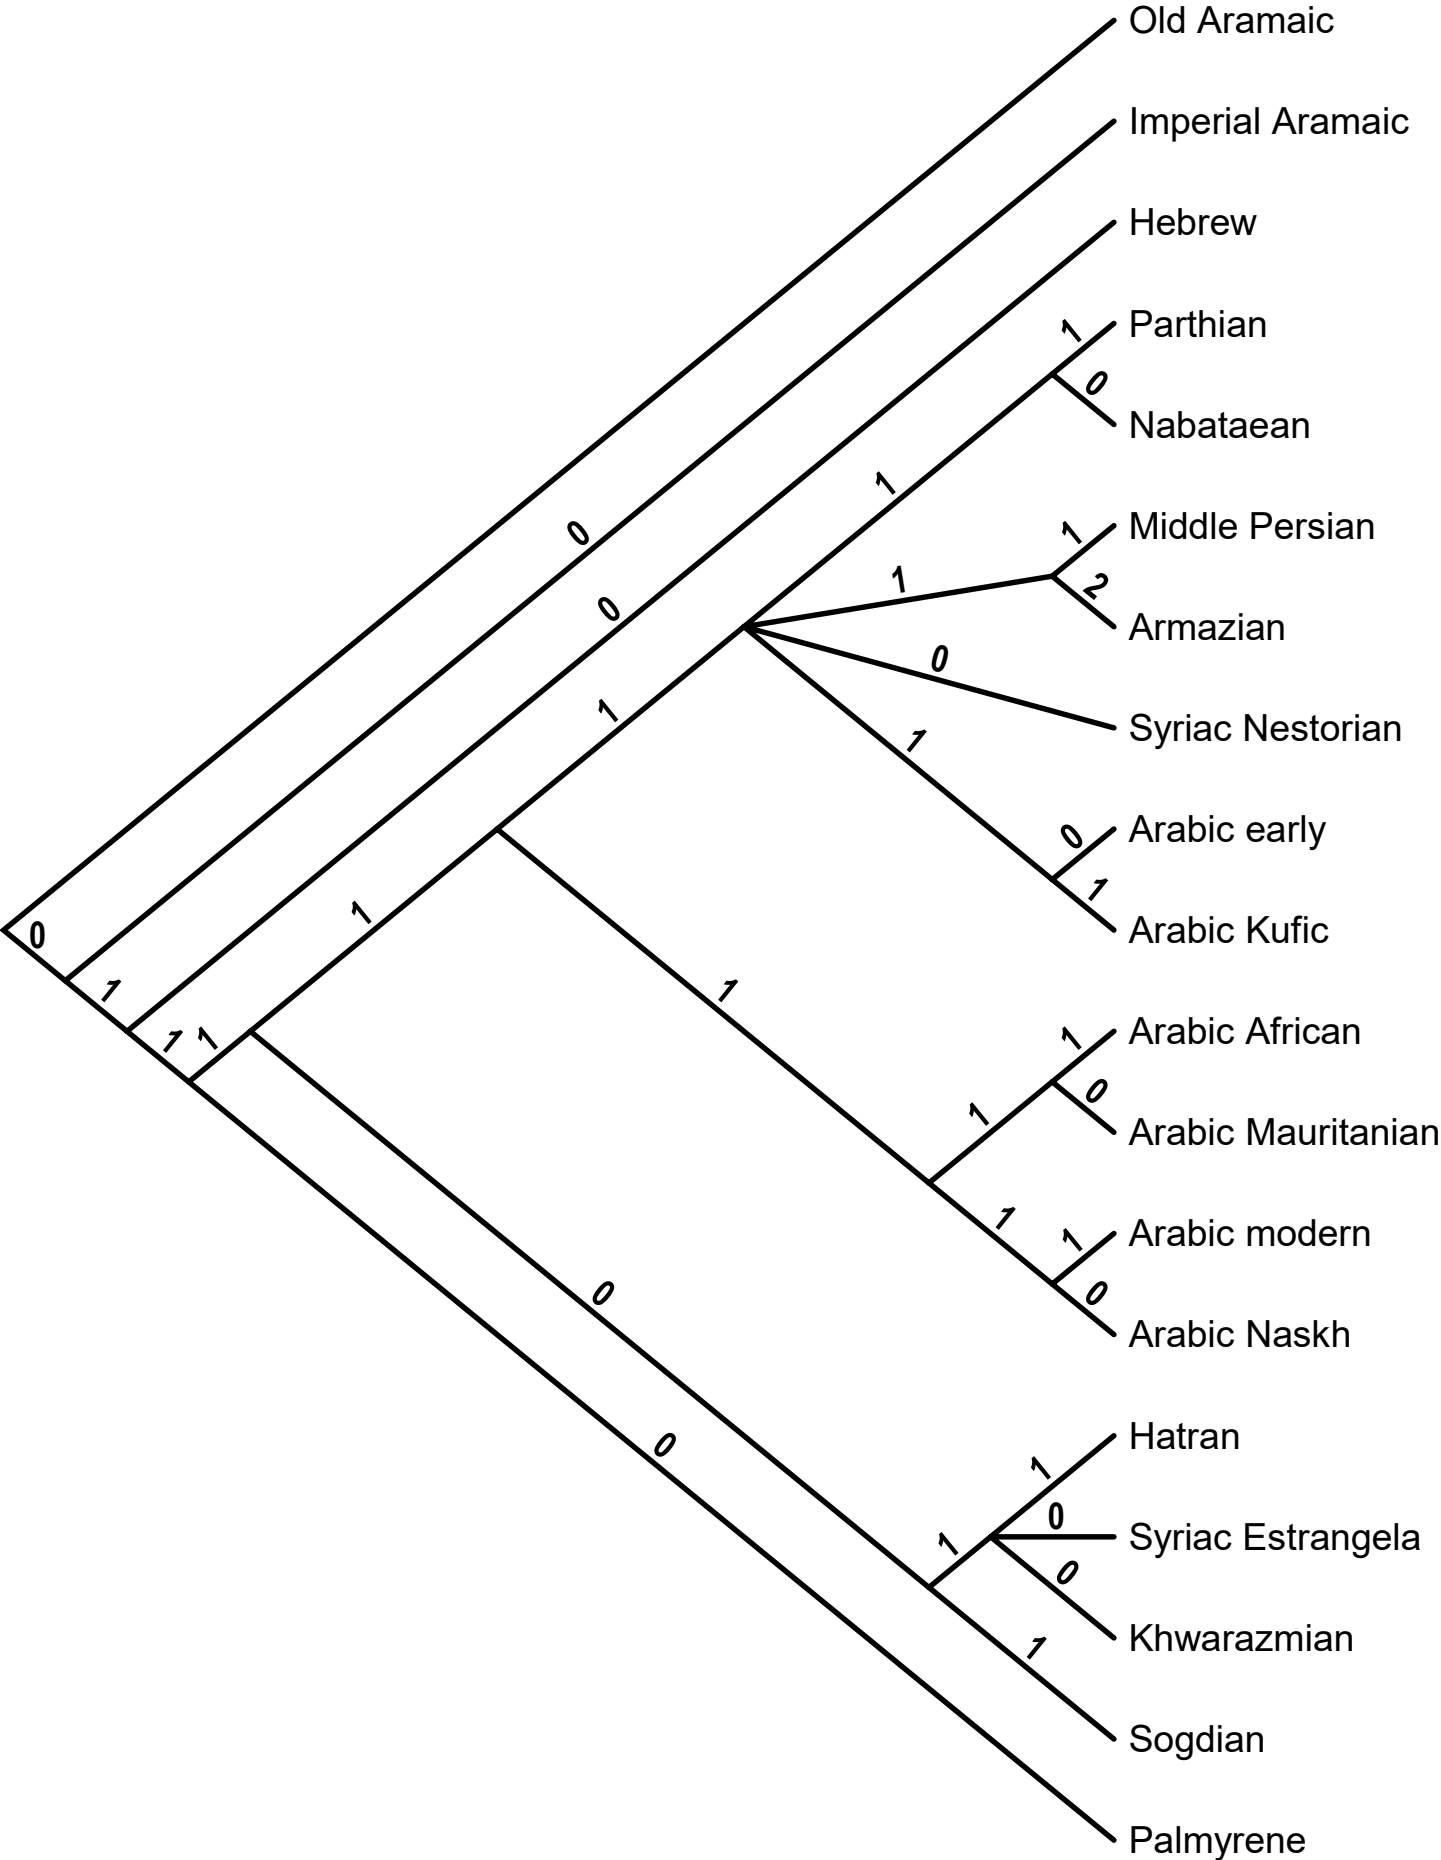 Old Aramaic
Imperial Aramaic
Hebrew
1 Parthian
0
Nabataean
1
0
1 Middle Persian
1
2
0
Armazian
0
1
Syriac Nestorian
1
0 Arabic early
1
1
0
Arabic Kufic
1
1
1 1
1 Arabic African
0
1
Arabic Mauritanian
1
1 Arabic modern
0
0
Arabic Naskh
Hatran
0
1
0
Syriac Estrangela
1
0
Khwarazmian
1
Sogdian
Palmyrene